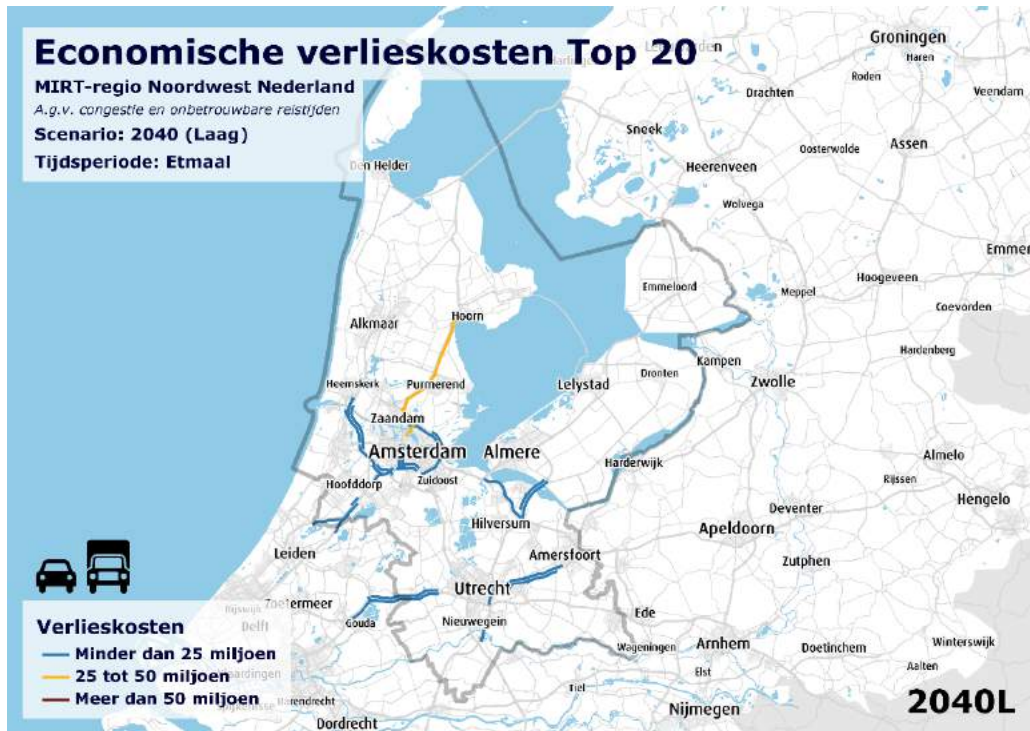 Economische verlieskosten Top 20
MIRT-regio Noordwest Nederland
A.g.v. congestie en onbetrouwbare reistijden
Scenario: 2040 (Laag)
Tijdsperiode: Etmaal
Groningen
Haren
Roden
Veendam
Drachten
Sneek
Assen
Oosterwolde
Heerenveen
Den Helder
Wolvega
Emmen
Hoogeveen
Emmeloord
Meppel
Coevorden
Hoorn
Alkmaar
Hardenberg
Kampen
Dronten
Zwolle
Lelystad
Heemskerk
Purmerend
Zaandam
Amsterdam
Almere
Almelo
Harderwijk
Rijssen
Zuidoost
Hoofddorp
Hengelo
Deventer
Hilversum
Apeldoorn
Leiden
Amersfoort
Zutphen
Utrecht
Zoetermeer
Rijswijk
Delft
Gouda
Nieuwegein
Ede
Wageningen
Arnhem
Doetinchem
Winterswijk
Aalten
Elst
Tiel
Nijmegen
Dordrecht
Verlieskosten
Minder dan 25 miljoen
25 tot 50 miljoen
Meer dan 50 miljoen
2040L